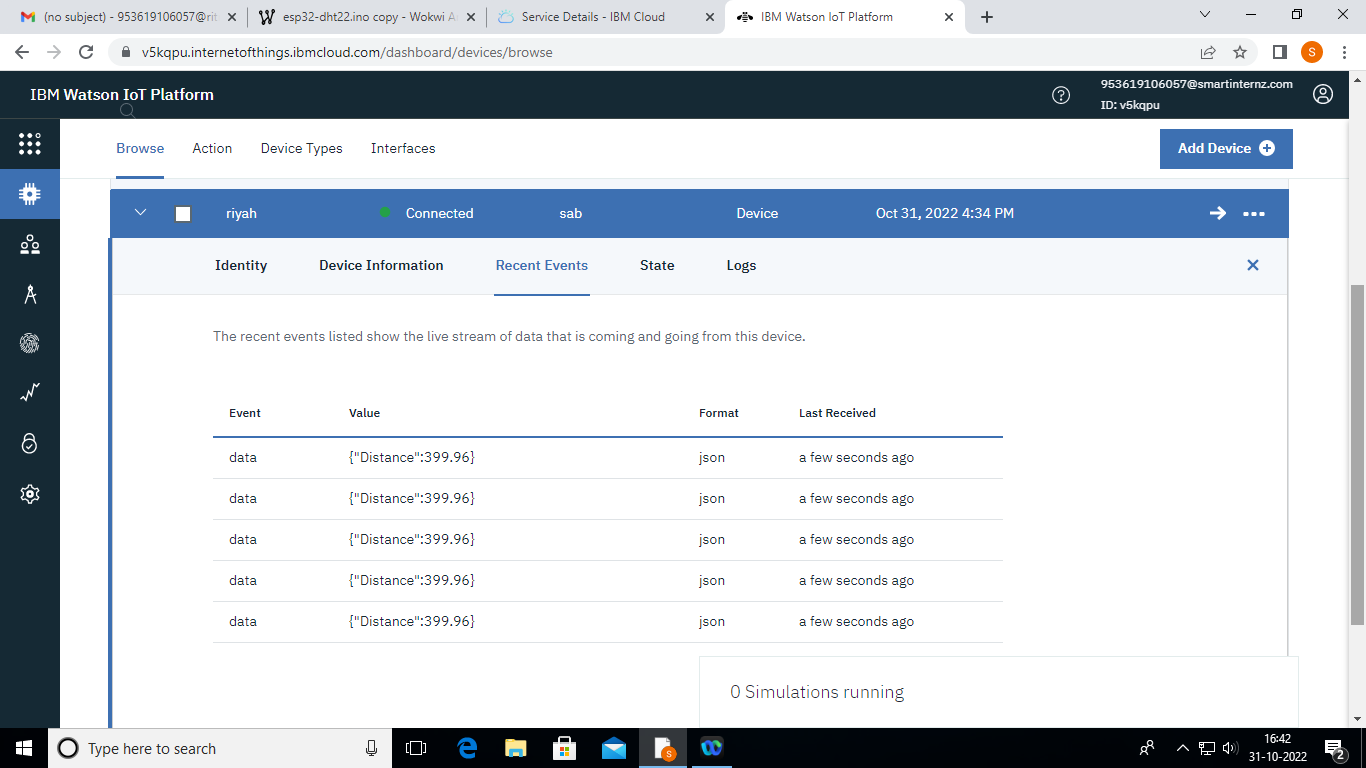 (no subject) - 953619106057@rit
esp32-dht22.ino copy - Wokwi A
Service Details - IBM Cloud
IBM Watson IoT Platform
v5kqpu.internetofthings.ibmcloud.com/dashboard/devices/browse
S
IBM Watson IoT Platform
953619106057@smartinternz.com
ID: v5kqpu
Browse Action Device Types Interfaces
Add Device
riyah Connected sab Device Oct 31, 2022 4:34 PM
Identity Device Information Recent Events State Logs
The recent events listed show the live stream of data that is coming and going from this device.
Event Value Format Last Received
data {"Distance":399.96} json a few seconds ago
data {"Distance":399.96} json a few seconds ago
data {"Distance":399.96} json a few seconds ago
data {"Distance":399.96} json a few seconds ago
data {"Distance":399.96} json a few seconds ago
0 Simulations running
Type here to search
16:42
31-10-2022
2